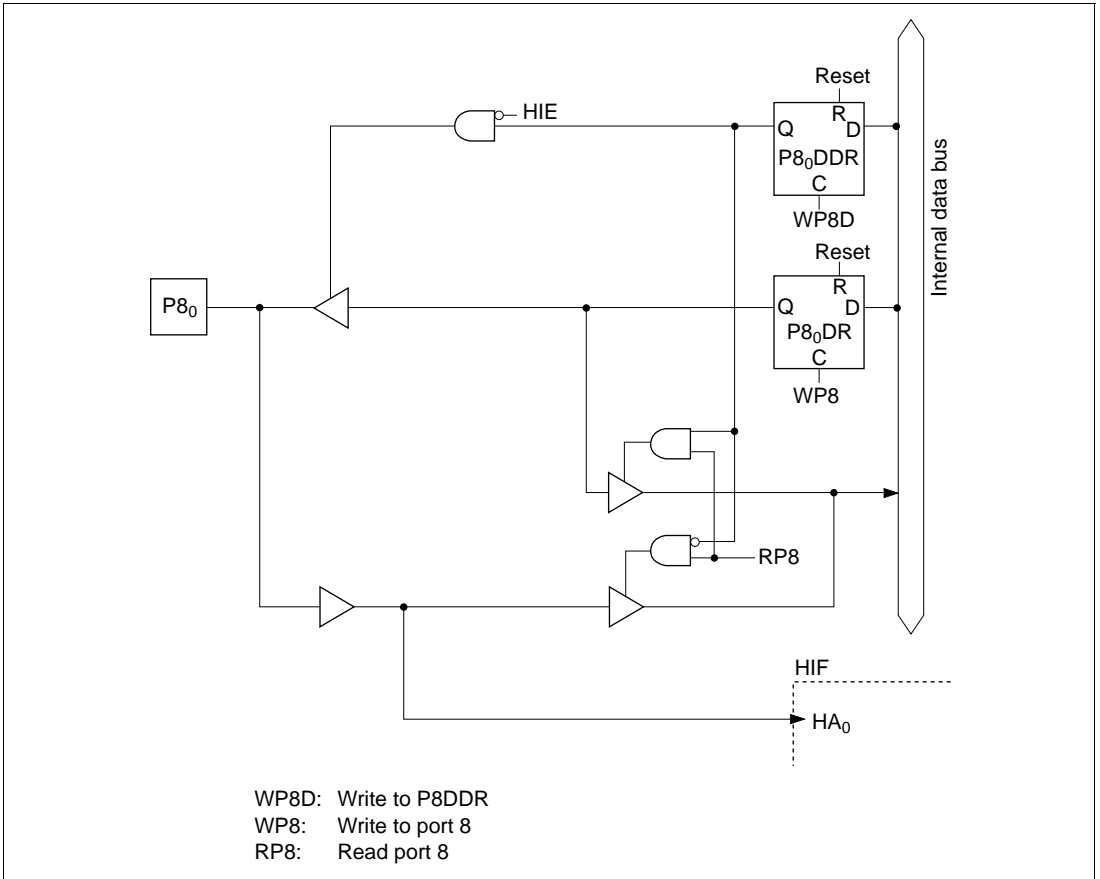 Reset
HIE
Q
R
D
P8₀DDR
C
WP8D
Internal data bus
Reset
P8₀
Q
R
D
P8₀DR
C
WP8
RP8
HIF
HA₀
WP8D: Write to P8DDR
WP8: Write to port 8
RP8: Read port 8